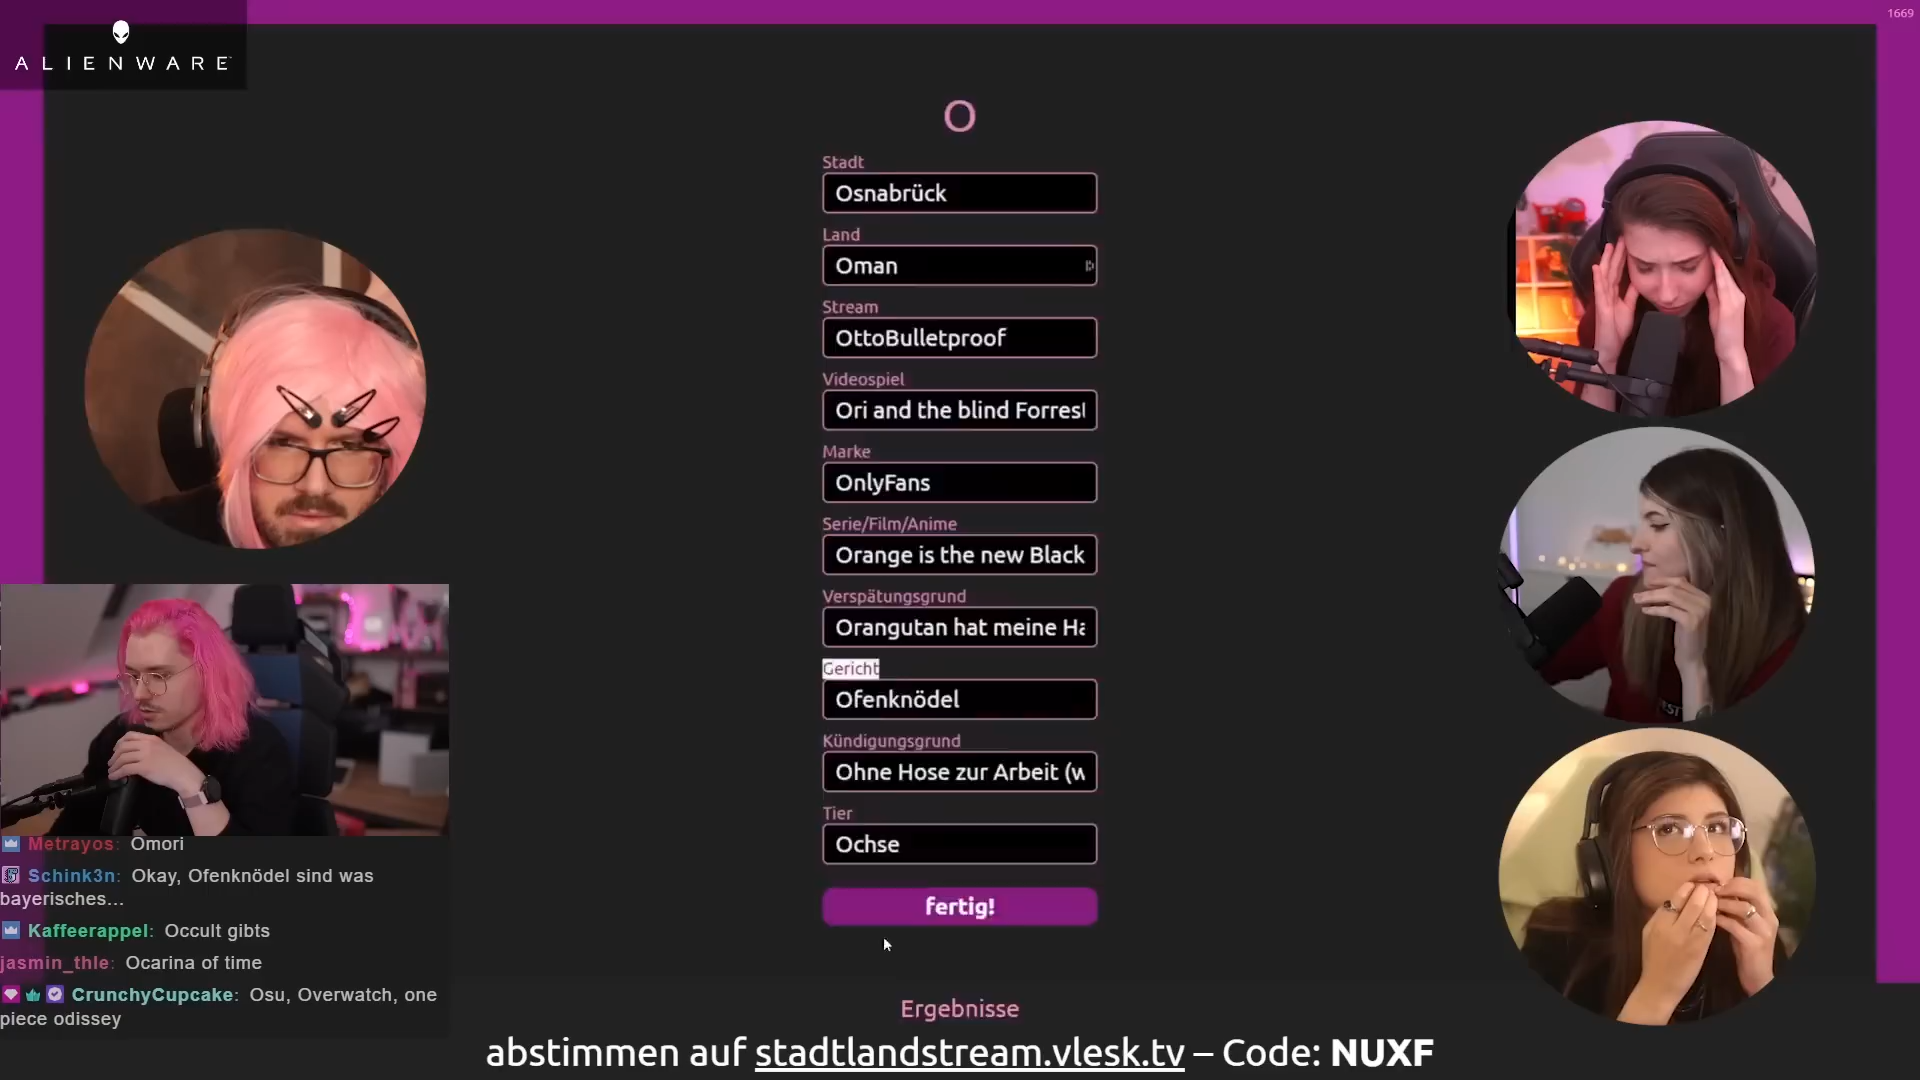 ALIENWARE
1669
O
Stadt
Osnabrück
Land
Oman
Stream
OttoBulletproof
Videospiel
Ori and the blind Forrest
Marke
OnlyFans
Serie/Film/Anime
Orange is the new Black
Verspätungsgrund
Orangutan hat meine Ha
Gericht
Ofenknödel
Kündigungsgrund
Ohne Hose zur Arbeit (w
Tier
Ochse
fertig!
Metrayos: Omori
Schink3n: Okay, Ofenknödel sind was
bayerisches...
Kaffeerappel: Occult gibts
jasmin_thle: Ocarina of time
CrunchyCupcake: Osu, Overwatch, one
piece odissey
Ergebnisse
abstimmen auf stadtlandstream.vlesk.tv – Code: NUXF